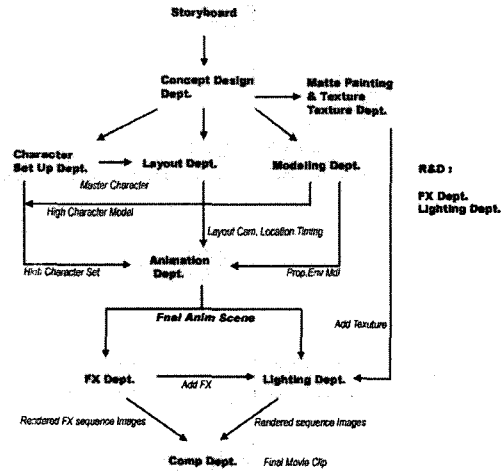 Storyboard
Concept Design
Dept.
Matte Painting
& Texture
Texture Dept.
Character
Set Up Dept.
Layout Dept.
Modeling Dept.
R&D :
Master Character
FX Dept.
Lighting Dept.
High Character Model
Layout Cam, Location Timing
Animation
Dept.
High Character Set
Prop.Env Mdl
Fnal Anim Scene
Add Texuture
FX Dept.
Add FX
Lighting Dept.
Rendered FX sequence Images
Rendered sequence Images
Comp Dept.
Final Movie Clip